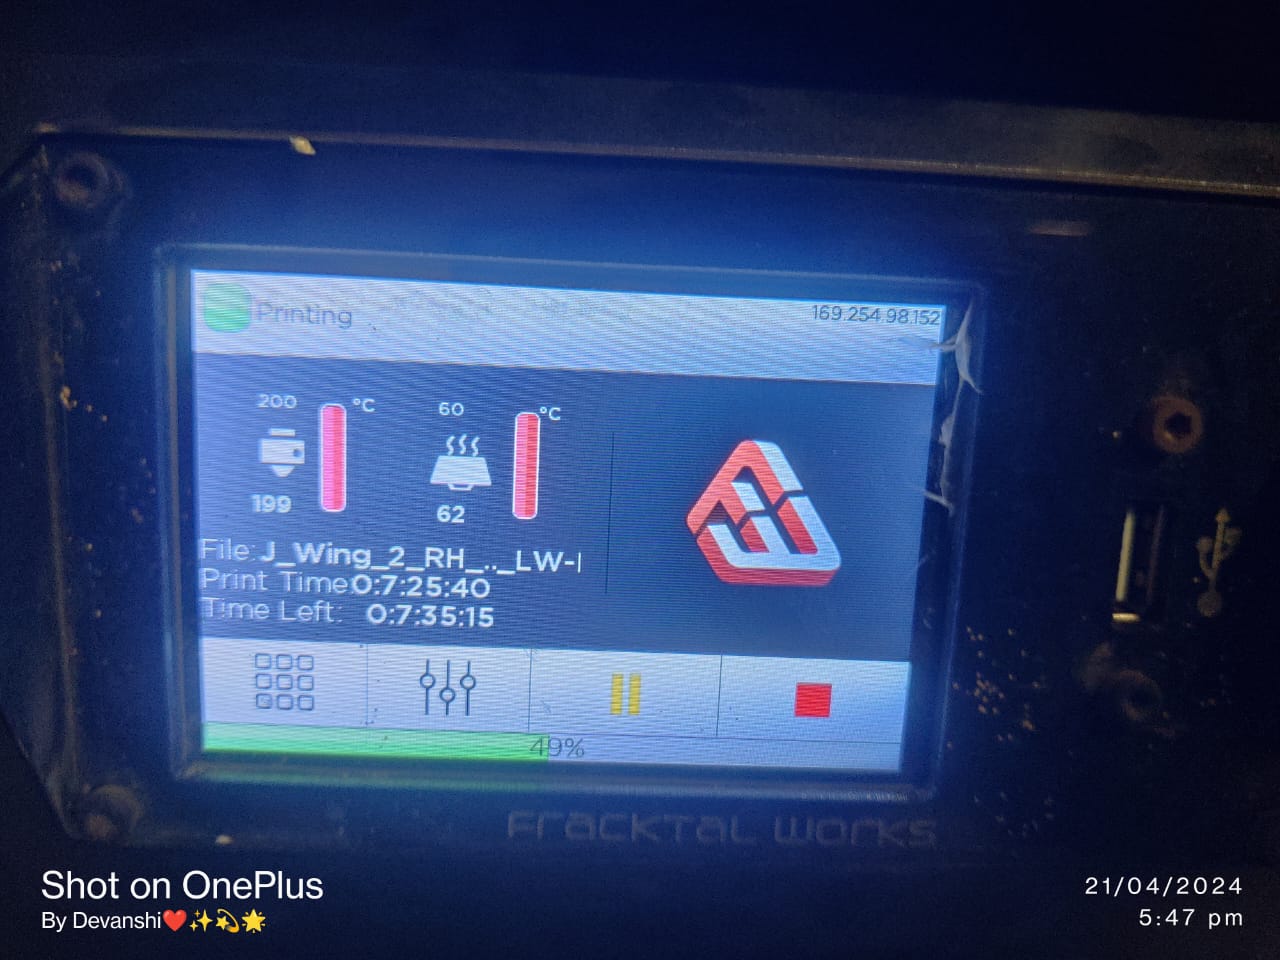 Printing
169.254.98.152
200 °C 60 °C
199 62
File: J_Wing_2_RH_.._LW-
Print Time: 0:7:25:40
Time Left: 0:7:35:15
49%
Fracktal Works
Shot on OnePlus
By Devanshi❤️✨💫🌟
21/04/2024
5:47 pm